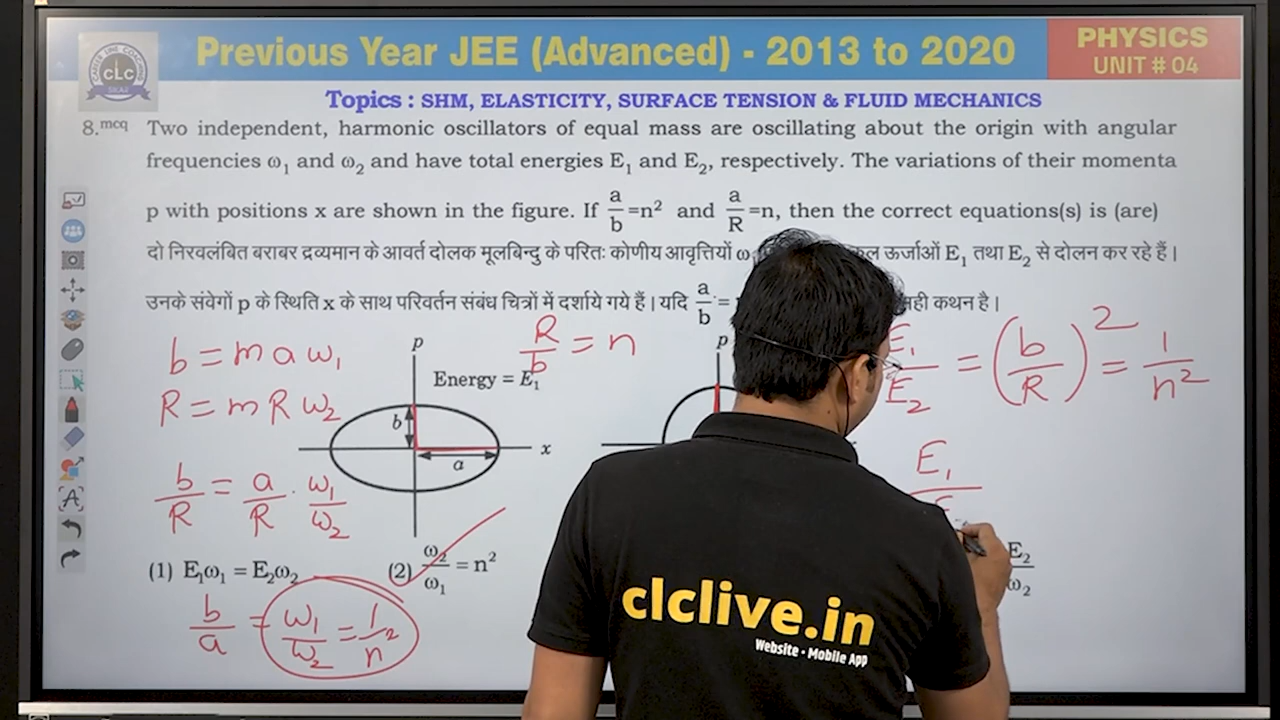 Previous Year JEE (Advanced) - 2013 to 2020
PHYSICS
UNIT # 04
CLC
Topics : SHM, ELASTICITY, SURFACE TENSION & FLUID MECHANICS
8.mcq Two independent, harmonic oscillators of equal mass are oscillating about the origin with angular
frequencies ω₁ and ω₂ and have total energies E₁ and E₂, respectively. The variations of their momenta
p with positions x are shown in the figure. If a/b =n² and a/R =n, then the correct equations(s) is (are)
दो निरवलंबित बराबर द्रव्यमान के आवर्त दोलक मूलबिन्दु के परितः कोणीय आवृत्तियों ω ऊर्जाओं E₁ तथा E₂ से दोलन कर रहे हैं।
उनके संवेगों p के स्थिति x के साथ परिवर्तन संबंध चित्रों में दर्शाये गये हैं। यदि a/b = सही कथन है।
b = m a ω₁
R = m R ω₂
b/R = a/R · ω₁/ω₂
p
Energy = E₁
b
a
x
R/b = n
p
E₁/E₂ = (b/R)² = 1/n²
E₁
(1) E₁ω₁ = E₂ω₂
(2) ω₂/ω₁ = n²
E₂/ω₂
b/a = ω₁/ω₂ = 1/n²
clclive.in
Website • Mobile App